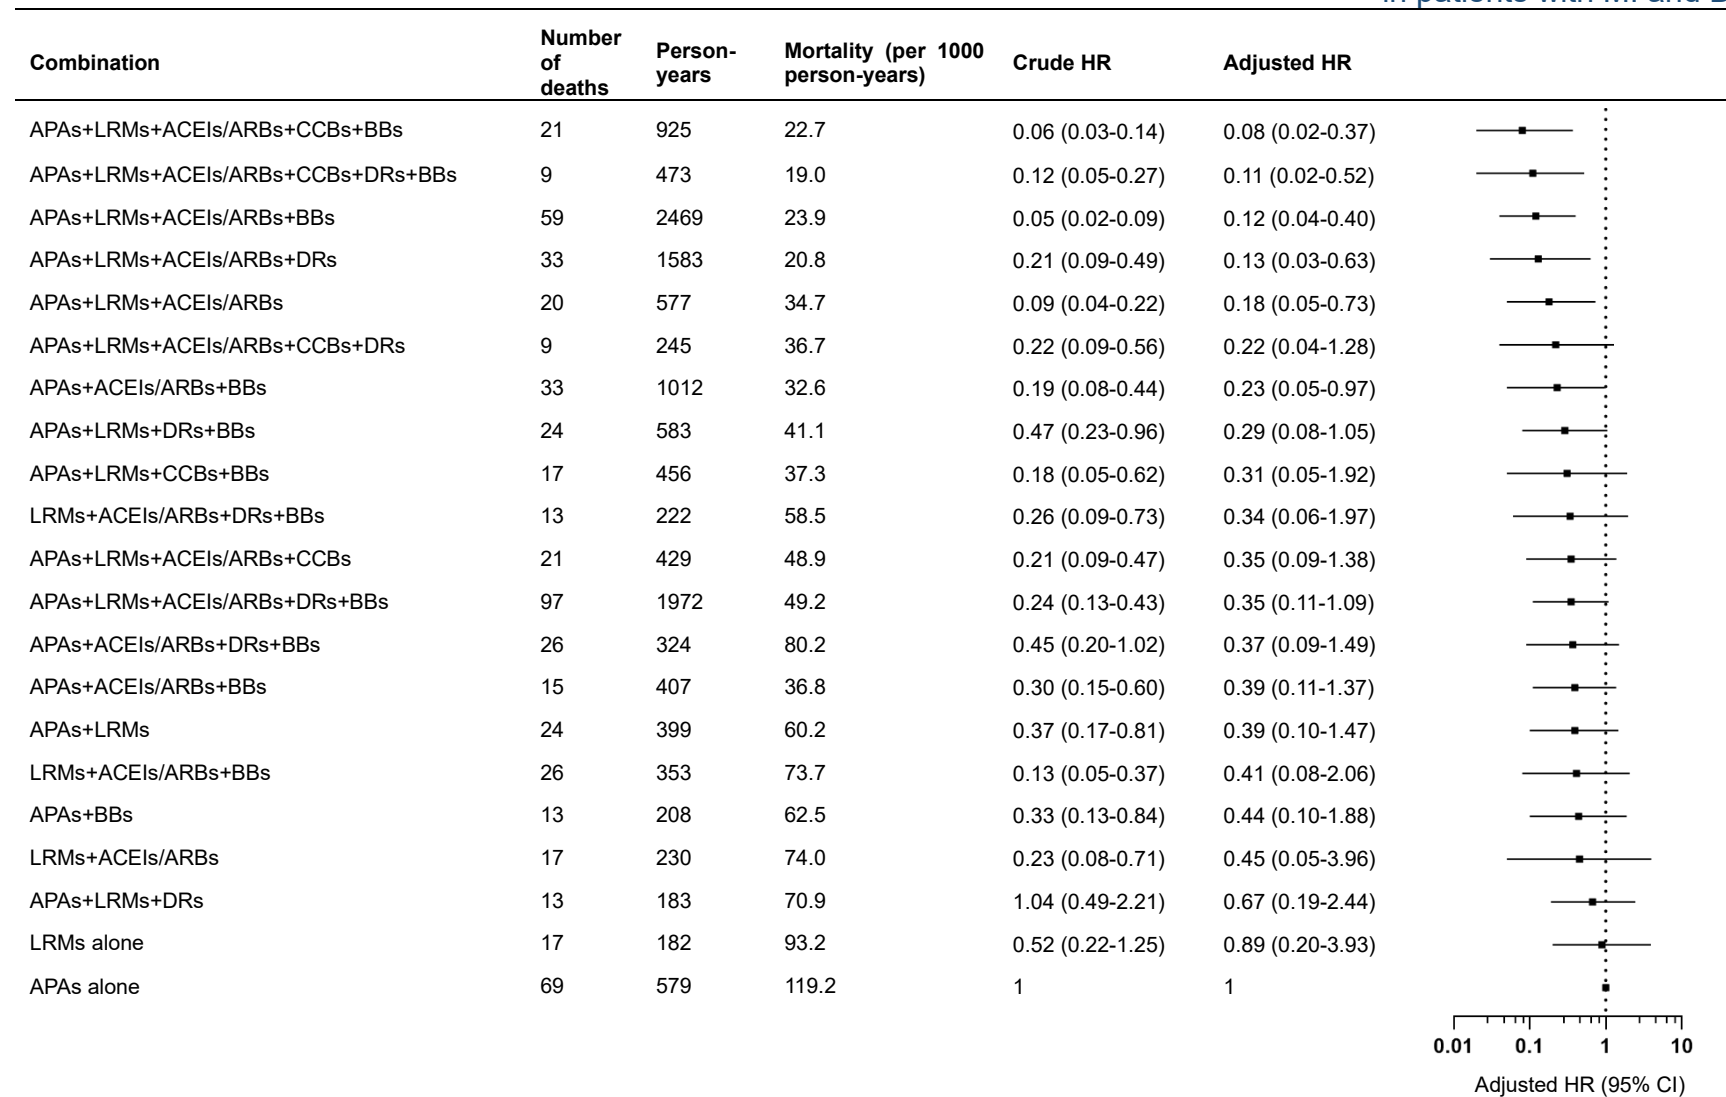 Combination Number of deaths Person-years Mortality (per 1000 person-years) Crude HR Adjusted HR
APAs+LRMs+ACEIs/ARBs+CCBs+BBs 21 925 22.7 0.06 (0.03-0.14) 0.08 (0.02-0.37)
APAs+LRMs+ACEIs/ARBs+CCBs+DRs+BBs 9 473 19.0 0.12 (0.05-0.27) 0.11 (0.02-0.52)
APAs+LRMs+ACEIs/ARBs+BBs 59 2469 23.9 0.05 (0.02-0.09) 0.12 (0.04-0.40)
APAs+LRMs+ACEIs/ARBs+DRs 33 1583 20.8 0.21 (0.09-0.49) 0.13 (0.03-0.63)
APAs+LRMs+ACEIs/ARBs 20 577 34.7 0.09 (0.04-0.22) 0.18 (0.05-0.73)
APAs+LRMs+ACEIs/ARBs+CCBs+DRs 9 245 36.7 0.22 (0.09-0.56) 0.22 (0.04-1.28)
APAs+ACEIs/ARBs+BBs 33 1012 32.6 0.19 (0.08-0.44) 0.23 (0.05-0.97)
APAs+LRMs+DRs+BBs 24 583 41.1 0.47 (0.23-0.96) 0.29 (0.08-1.05)
APAs+LRMs+CCBs+BBs 17 456 37.3 0.18 (0.05-0.62) 0.31 (0.05-1.92)
LRMs+ACEIs/ARBs+DRs+BBs 13 222 58.5 0.26 (0.09-0.73) 0.34 (0.06-1.97)
APAs+LRMs+ACEIs/ARBs+CCBs 21 429 48.9 0.21 (0.09-0.47) 0.35 (0.09-1.38)
APAs+LRMs+ACEIs/ARBs+DRs+BBs 97 1972 49.2 0.24 (0.13-0.43) 0.35 (0.11-1.09)
APAs+ACEIs/ARBs+DRs+BBs 26 324 80.2 0.45 (0.20-1.02) 0.37 (0.09-1.49)
APAs+ACEIs/ARBs+BBs 15 407 36.8 0.30 (0.15-0.60) 0.39 (0.11-1.37)
APAs+LRMs 24 399 60.2 0.37 (0.17-0.81) 0.39 (0.10-1.47)
LRMs+ACEIs/ARBs+BBs 26 353 73.7 0.13 (0.05-0.37) 0.41 (0.08-2.06)
APAs+BBs 13 208 62.5 0.33 (0.13-0.84) 0.44 (0.10-1.88)
LRMs+ACEIs/ARBs 17 230 74.0 0.23 (0.08-0.71) 0.45 (0.05-3.96)
APAs+LRMs+DRs 13 183 70.9 1.04 (0.49-2.21) 0.67 (0.19-2.44)
LRMs alone 17 182 93.2 0.52 (0.22-1.25) 0.89 (0.20-3.93)
APAs alone 69 579 119.2 1 1
0.01 0.1 1 10
Adjusted HR (95% CI)